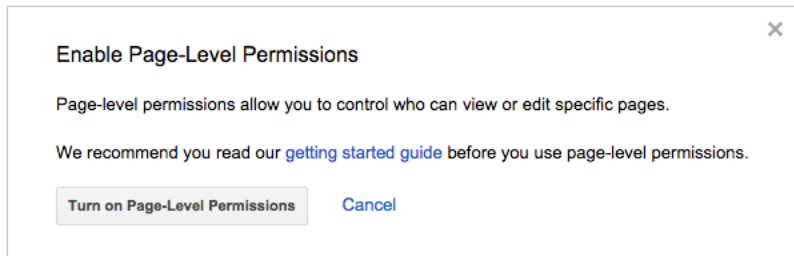 Enable Page-Level Permissions
Page-level permissions allow you to control who can view or edit specific pages.
We recommend you read our getting started guide before you use page-level permissions.
Turn on Page-Level Permissions Cancel